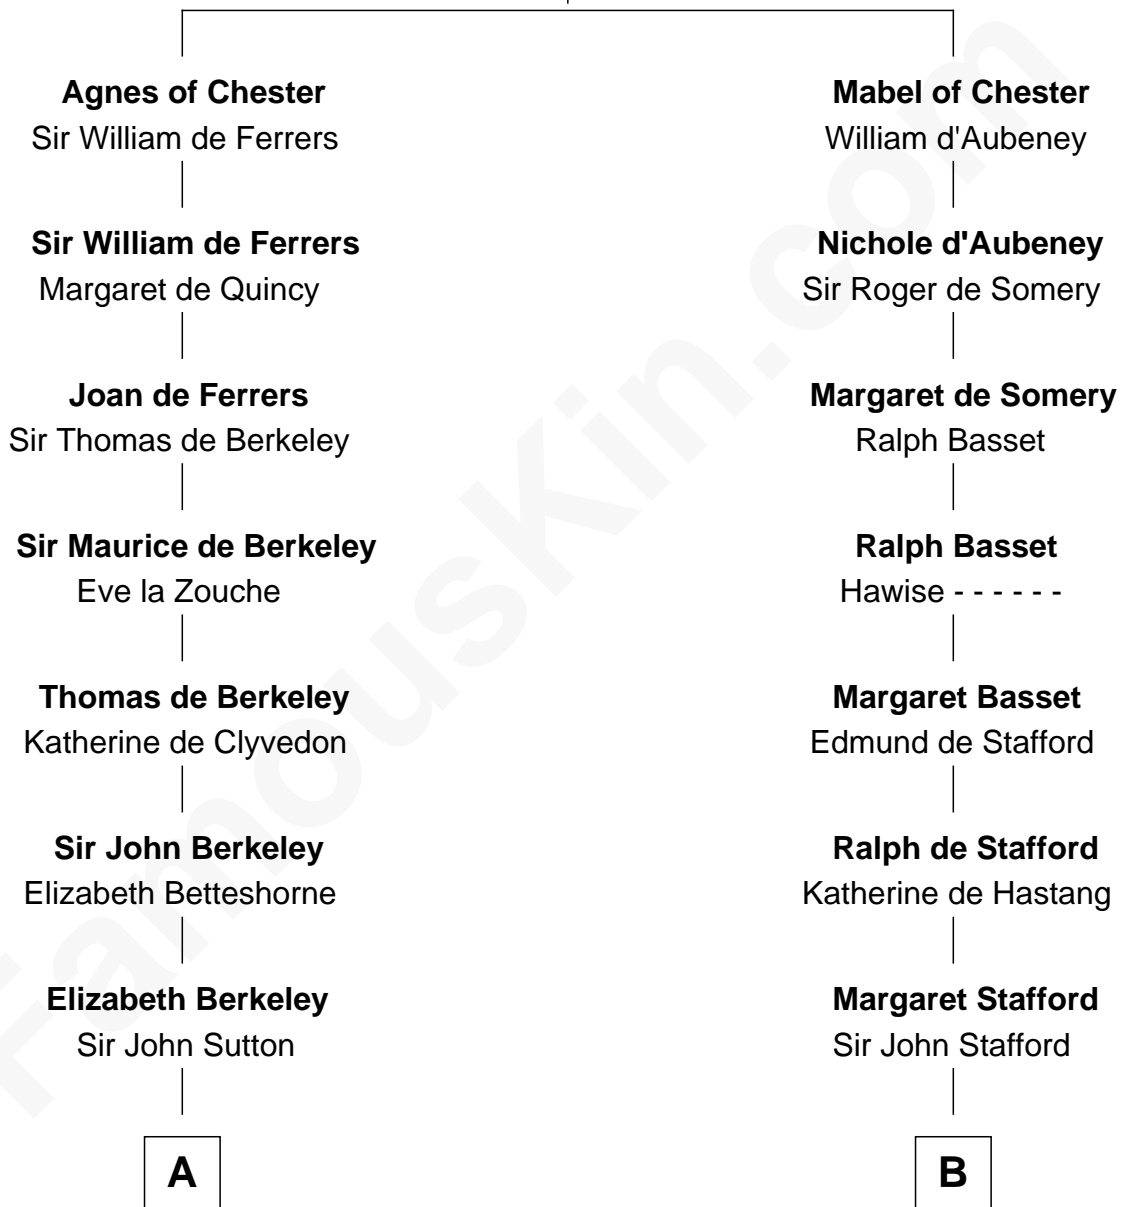 Agnes of Chester
Sir William de Ferrers
Sir William de Ferrers
Margaret de Quincy
Joan de Ferrers
Sir Thomas de Berkeley
Sir Maurice de Berkeley
Eve la Zouche
Thomas de Berkeley
Katherine de Clyvedon
Sir John Berkeley
Elizabeth Betteshorne
Elizabeth Berkeley
Sir John Sutton
A
Mabel of Chester
William d'Aubeney
Nichole d'Aubeney
Sir Roger de Somery
Margaret de Somery
Ralph Basset
Ralph Basset
Hawise - - - - - -
Margaret Basset
Edmund de Stafford
Ralph de Stafford
Katherine de Hastang
Margaret Stafford
Sir John Stafford
B
FamousKin.com